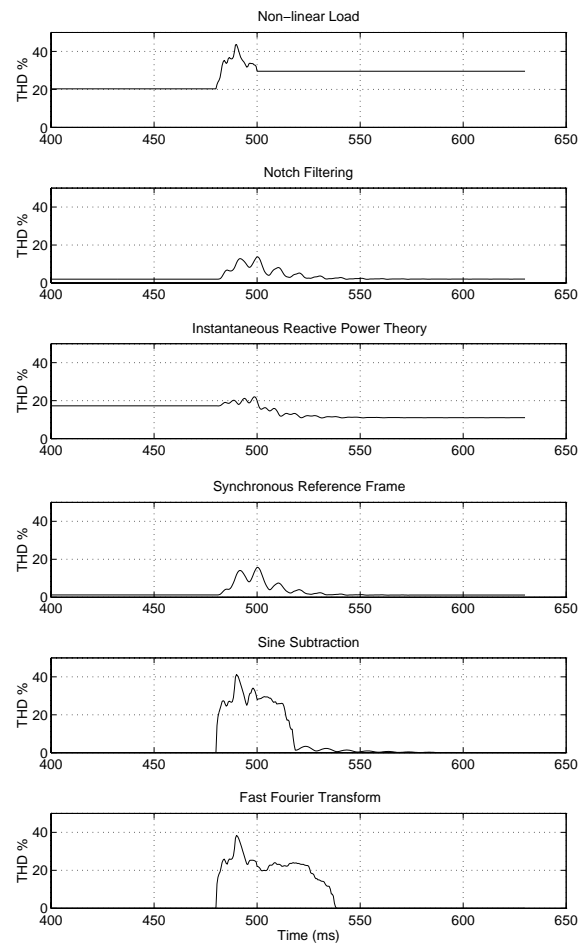 Non−linear Load
THD %
40
20
0
400 450 500 550 600 650
Notch Filtering
THD %
40
20
0
400 450 500 550 600 650
Instantaneous Reactive Power Theory
THD %
40
20
0
400 450 500 550 600 650
Synchronous Reference Frame
THD %
40
20
0
400 450 500 550 600 650
Sine Subtraction
THD %
40
20
0
400 450 500 550 600 650
Fast Fourier Transform
THD %
40
20
0
400 450 500 550 600 650
Time (ms)